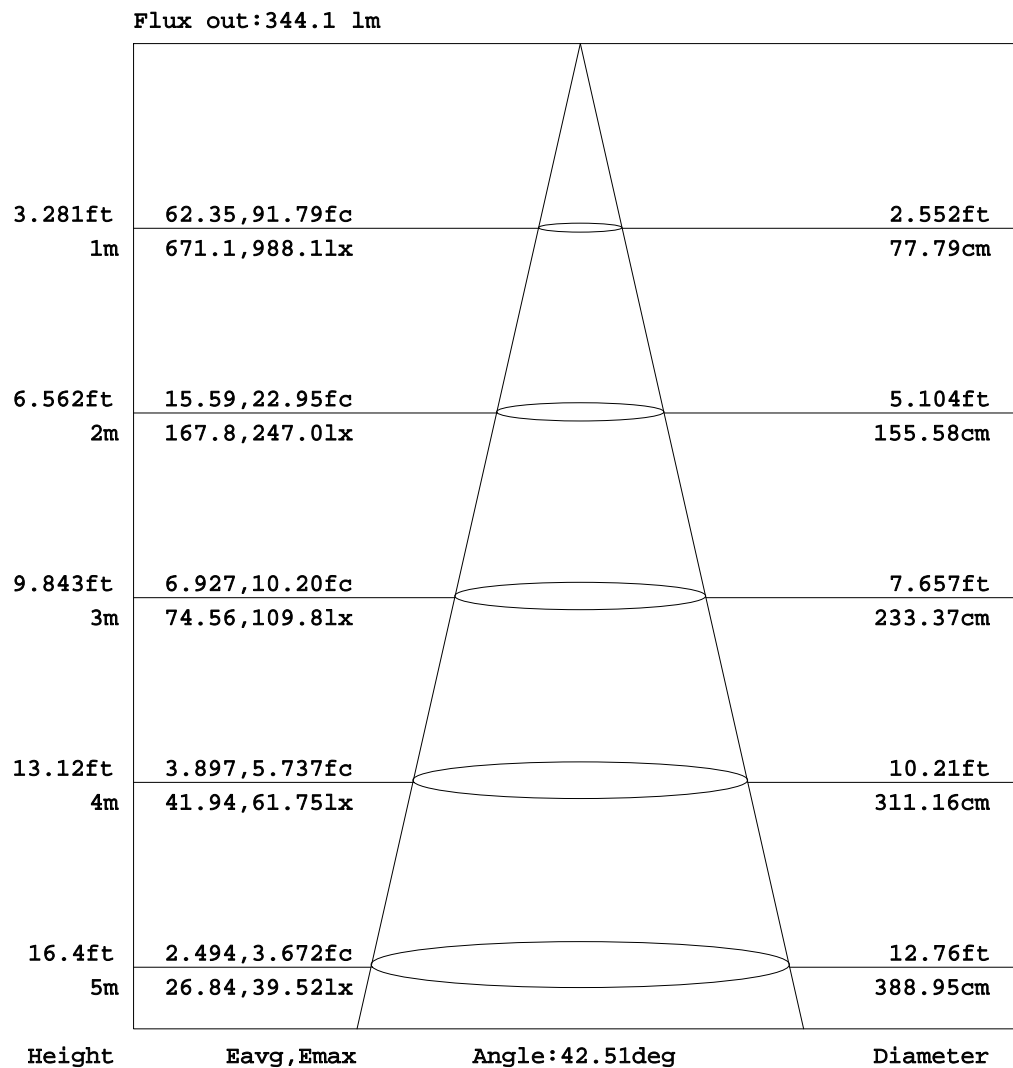 Flux out:344.1 lm
3.281ft 62.35,91.79fc 2.552ft
1m 671.1,988.1lx 77.79cm
6.562ft 15.59,22.95fc 5.104ft
2m 167.8,247.0lx 155.58cm
9.843ft 6.927,10.20fc 7.657ft
3m 74.56,109.8lx 233.37cm
13.12ft 3.897,5.737fc 10.21ft
4m 41.94,61.75lx 311.16cm
16.4ft 2.494,3.672fc 12.76ft
5m 26.84,39.52lx 388.95cm
Height Eavg,Emax Angle:42.51deg Diameter